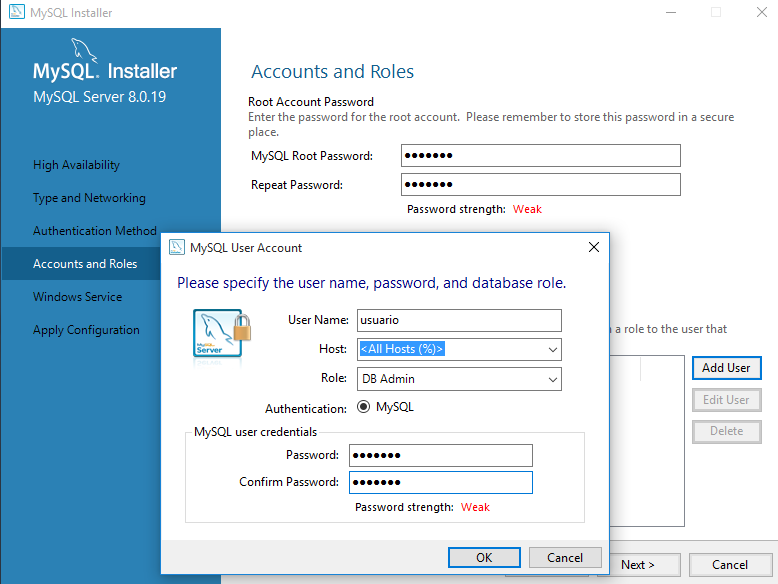 MySQL Installer
MySQL. Installer
MySQL Server 8.0.19
High Availability
Type and Networking
Authentication Method
Accounts and Roles
Windows Service
Apply Configuration
Accounts and Roles
Root Account Password
Enter the password for the root account.  Please remember to store this password in a secure
place.
MySQL Root Password: ●●●●●●●
Repeat Password: ●●●●●●●
Password strength: Weak
a role to the user that
Add User
Edit User
Delete
MySQL User Account
Please specify the user name, password, and database role.
MySQL
Server
User Name: usuario
Host: <All Hosts (%)>
Role: DB Admin
Authentication: MySQL
MySQL user credentials
Password: ●●●●●●●
Confirm Password: ●●●●●●●
Password strength: Weak
OK
Cancel
Next >
Cancel